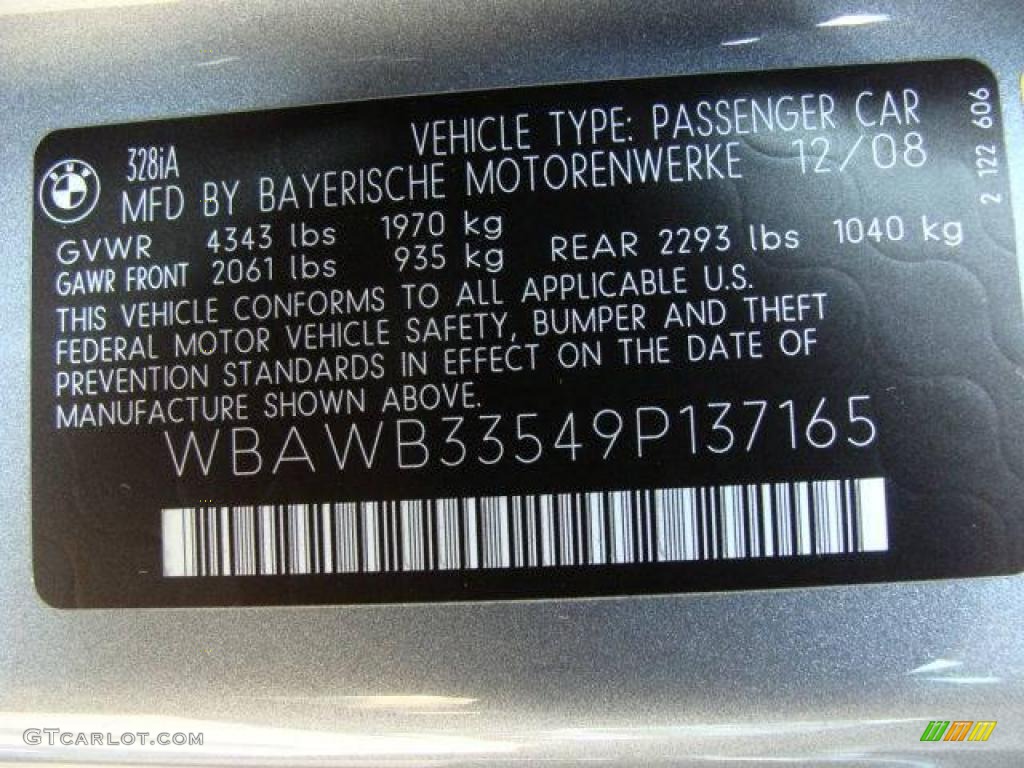 VEHICLE TYPE: PASSENGER CAR
328iA
MFD BY BAYERISCHE MOTORENWERKE 12/08
GVWR 4343 lbs 1970 kg
GAWR FRONT 2061 lbs 935 kg REAR 2293 lbs 1040 kg
THIS VEHICLE CONFORMS TO ALL APPLICABLE U.S.
FEDERAL MOTOR VEHICLE SAFETY, BUMPER AND THEFT
PREVENTION STANDARDS IN EFFECT ON THE DATE OF
MANUFACTURE SHOWN ABOVE.
WBAWB33549P137165
2 122 606
GTCARLOT.COM